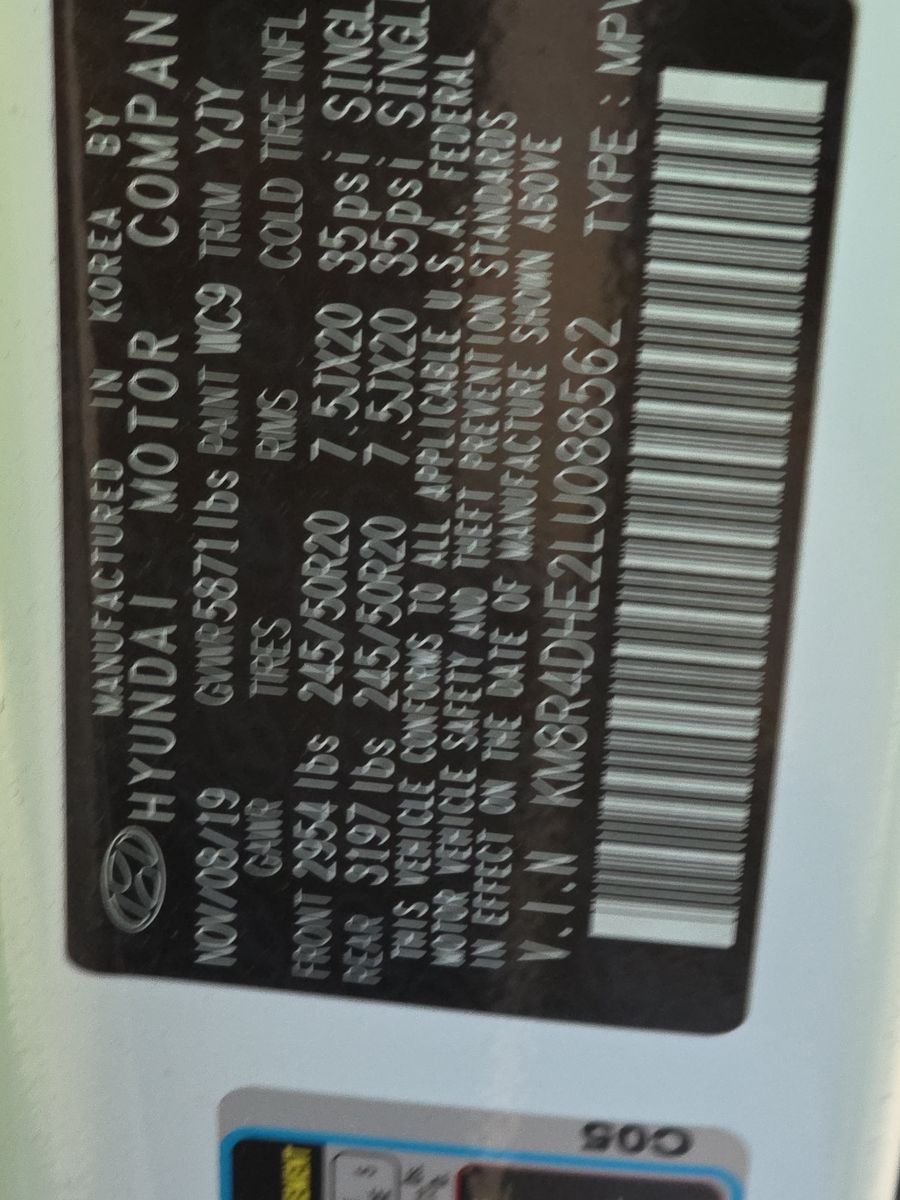 MANUFACTURED IN KOREA BY
HYUNDAI MOTOR COMPAN
NOV/08/19 GVWR 5871lbs PAINT WC9 TRIM YJY
GAWR TIRES RIMS COLD TIRE INFL
FRONT 2954 lbs 245/50R20 7.5JX20 35psi SINGL
REAR 3197 lbs 245/50R20 7.5JX20 35psi SINGL
THIS VEHICLE CONFORMS TO ALL APPLICABLE U.S.A. FEDERAL
MOTOR VEHICLE SAFETY AND THEFT PREVENTION STANDARDS
IN EFFECT ON THE DATE OF MANUFACTURE SHOWN ABOVE
V.I.N KM8R4DHE2LU088562 TYPE : MPV
C05